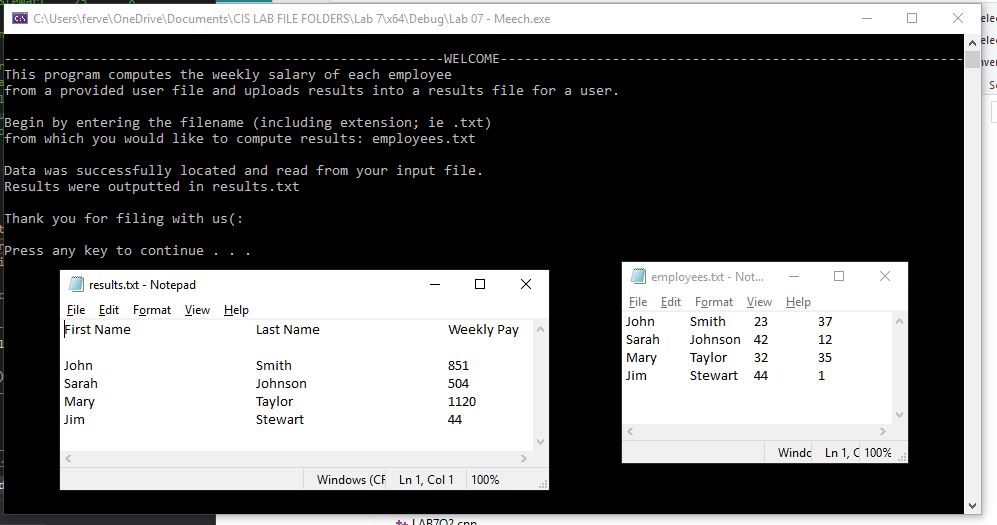 C:\Users\ferve\OneDrive\Documents\CIS LAB FILE FOLDERS\Lab 7\x64\Debug\Lab 07 - Meech.exe
WELCOME
This program computes the weekly salary of each employee
from a provided user file and uploads results into a results file for a user.
Begin by entering the filename (including extension; ie .txt)
from which you would like to compute results: employees.txt
Data was successfully located and read from your input file.
Results were outputted in results.txt
Thank you for filing with us(:
Press any key to continue . . .
results.txt - Notepad
File Edit Format View Help
First Name Last Name Weekly Pay
John Smith 851
Sarah Johnson 504
Mary Taylor 1120
Jim Stewart 44
Windows (CF Ln 1, Col 1 100%
employees.txt - Not...
File Edit Format View Help
John Smith 23 37
Sarah Johnson 42 12
Mary Taylor 32 35
Jim Stewart 44 1
Windo Ln 1, C 100%